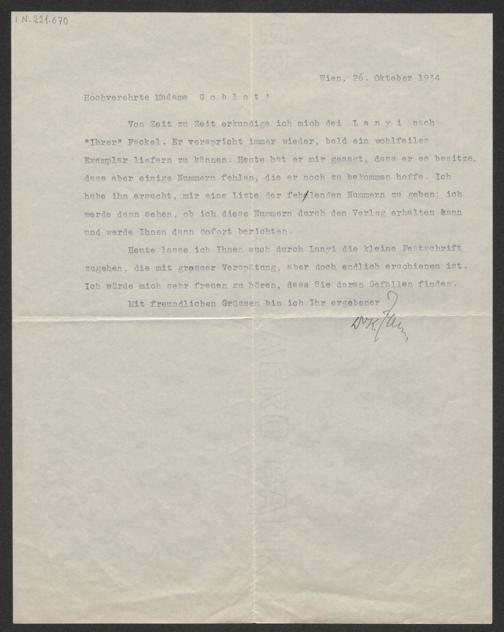 I N. 221.670
Wien, 26. Oktober 1934
Hochverehrte Madame G o b l o t !
Von Zeit zu Zeit erkundige ich mich bei L a n y i nach
"Ihrer" Fackel. Er verspricht immer wieder, bald ein wohlfeiles
Exemplar liefern zu können. Heute hat er mir gesagt, dass er es besitze,
dass aber einige Nummern fehlen, die er noch zu bekommen hoffe. Ich
habe ihn ersucht, mir eine Liste der fehlenden Nummern zu geben; ich
werde dann sehen, ob ich diese Nummern durch den Verlag erhalten kann
und werde Ihnen dann sofort berichten.
Heute lasse ich Ihnen auch durch Lanyi die kleine Festschrift
zugehen, die mit grosser Verspätung, aber doch endlich erschienen ist.
Ich würde mich sehr freuen zu hören, dass Sie daran Gefallen finden.
Mit freundlichen Grüssen bin ich Ihr ergebener